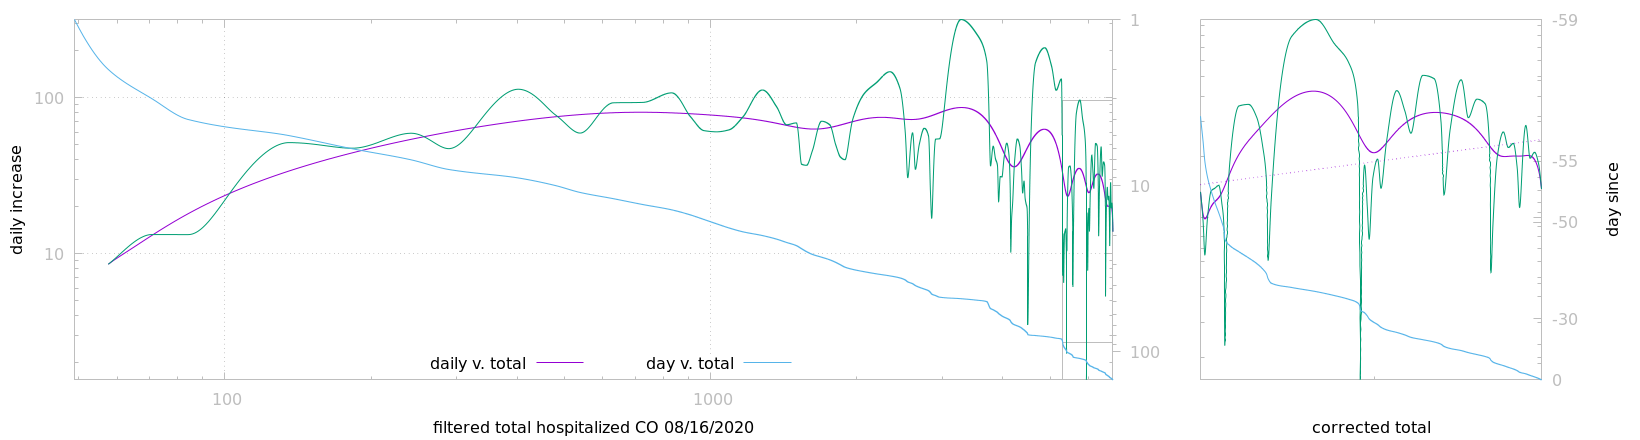 daily increase
100
10
daily v. total
day v. total
100
1000
1
10
100
filtered total hospitalized CO 08/16/2020
-59
-55
-50
-30
0
day since
corrected total